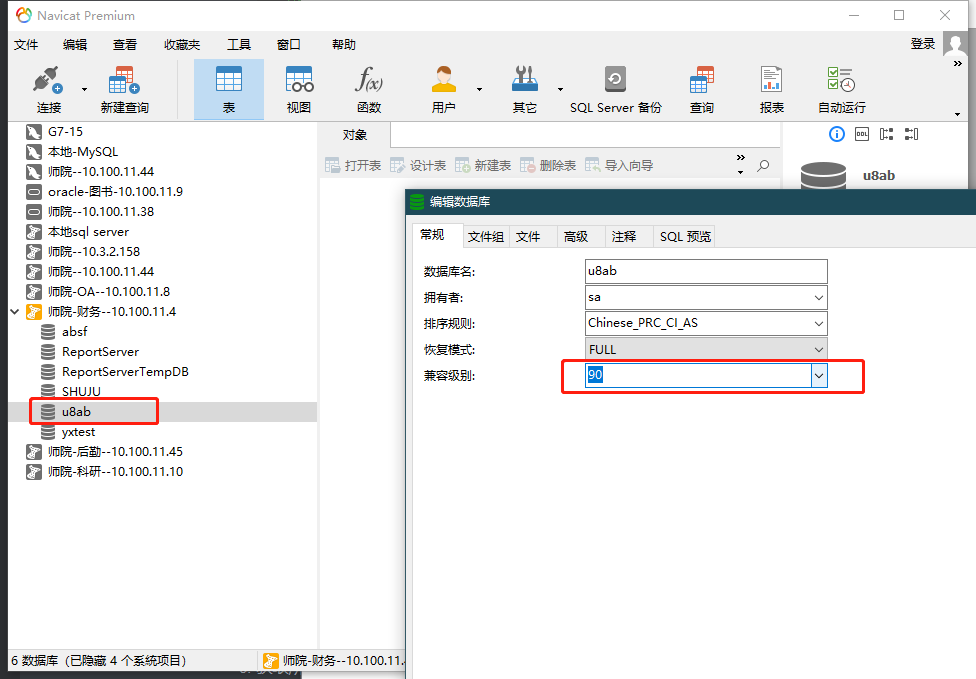 Navicat Premium
文件 编辑 查看 收藏夹 工具 窗口 帮助 登录
连接 新建查询 表 视图 函数 用户 其它 SQL Server 备份 查询 报表 自动运行
f(x)
G7-15
本地-MySQL
师院--10.100.11.44
oracle-图书-10.100.11.9
师院--10.100.11.38
本地sql server
师院--10.3.2.158
师院--10.100.11.44
师院-OA--10.100.11.8
师院-财务--10.100.11.4
absf
ReportServer
ReportServerTempDB
SHUJU
u8ab
yxtest
师院-后勤--10.100.11.45
师院-科研--10.100.11.10
对象
打开表 设计表 新建表 删除表 导入向导
DDL
u8ab
编辑数据库
常规 文件组 文件 高级 注释 SQL 预览
数据库名: u8ab
拥有者: sa
排序规则: Chinese_PRC_CI_AS
恢复模式: FULL
兼容级别: 90
6 数据库（已隐藏 4 个系统项目） 师院-财务--10.100.11.